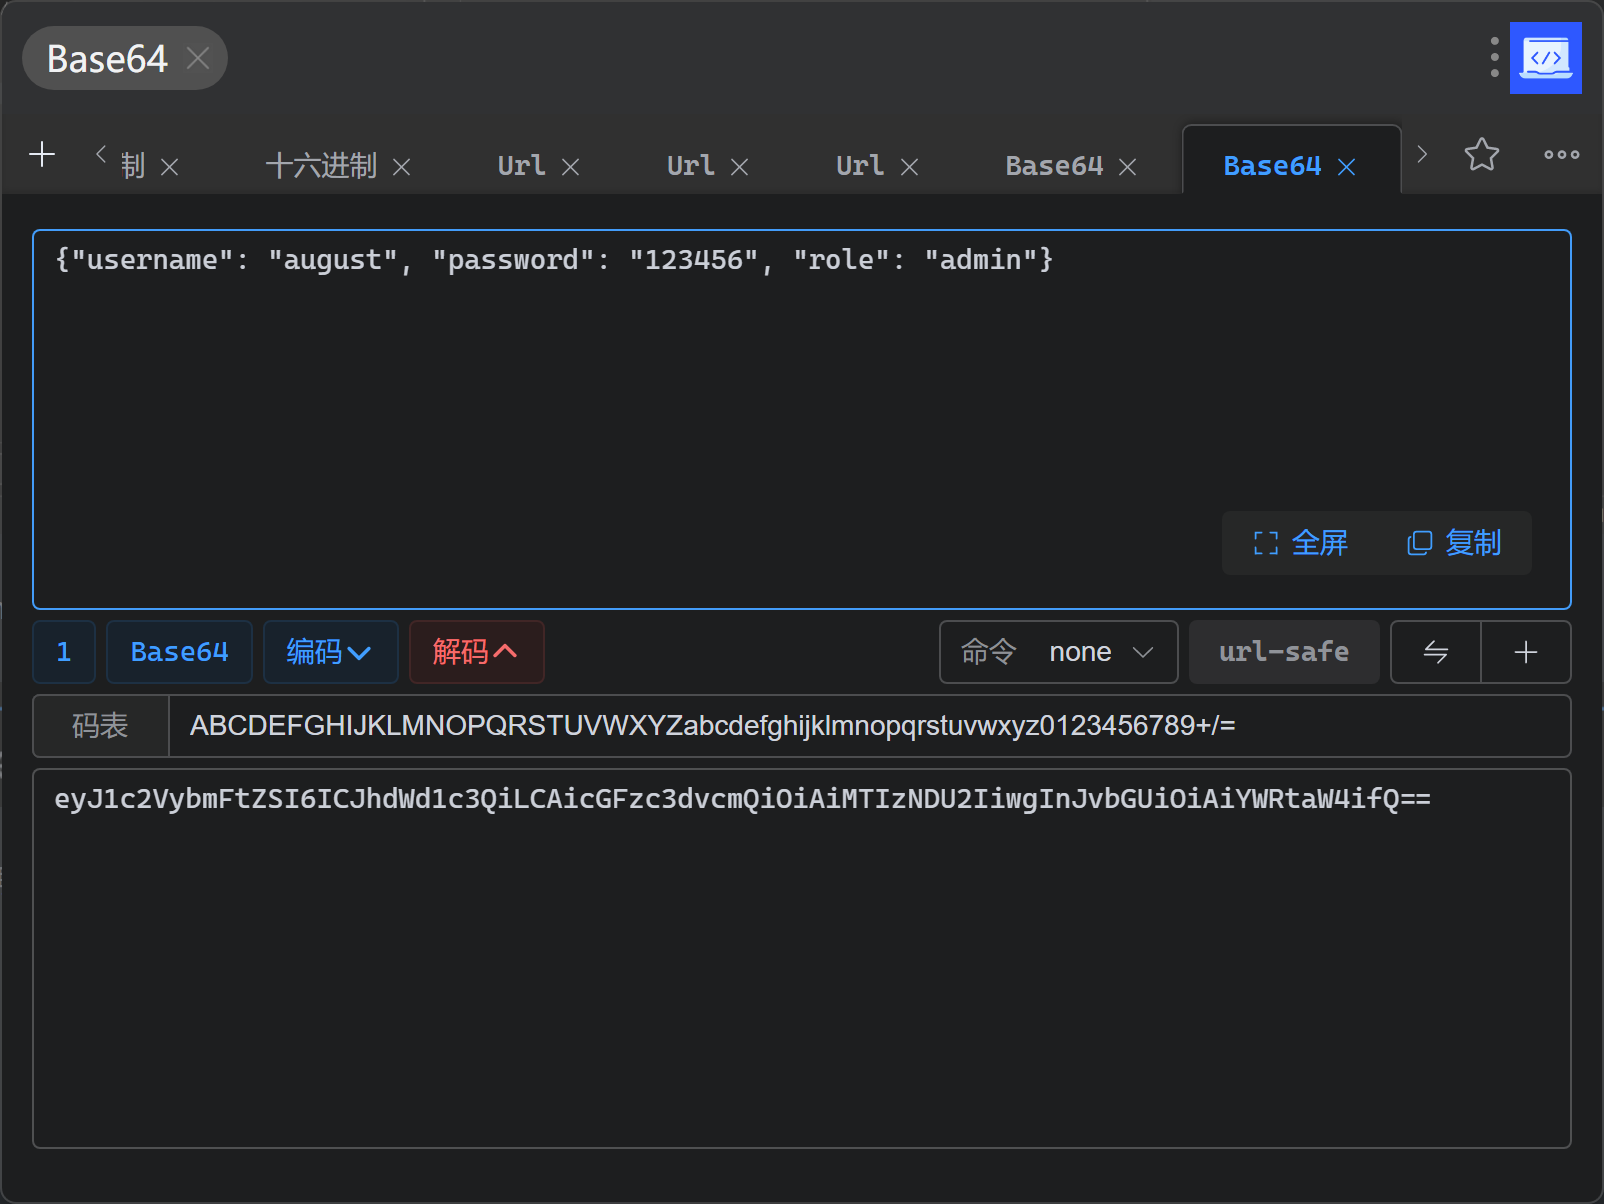 Base64
制
十六进制
Url
Url
Url
Base64
Base64
{"username": "august", "password": "123456", "role": "admin"}
全屏
复制
1
Base64
编码
解码
命令
none
url-safe
码表
ABCDEFGHIJKLMNOPQRSTUVWXYZabcdefghijklmnopqrstuvwxyz0123456789+/=
eyJ1c2VybmFtZSI6ICJhdWd1c3QiLCAicGFzc3dvcmQiOiAiMTIzNDU2IiwgInJvbGUiOiAiYWRtaW4ifQ==